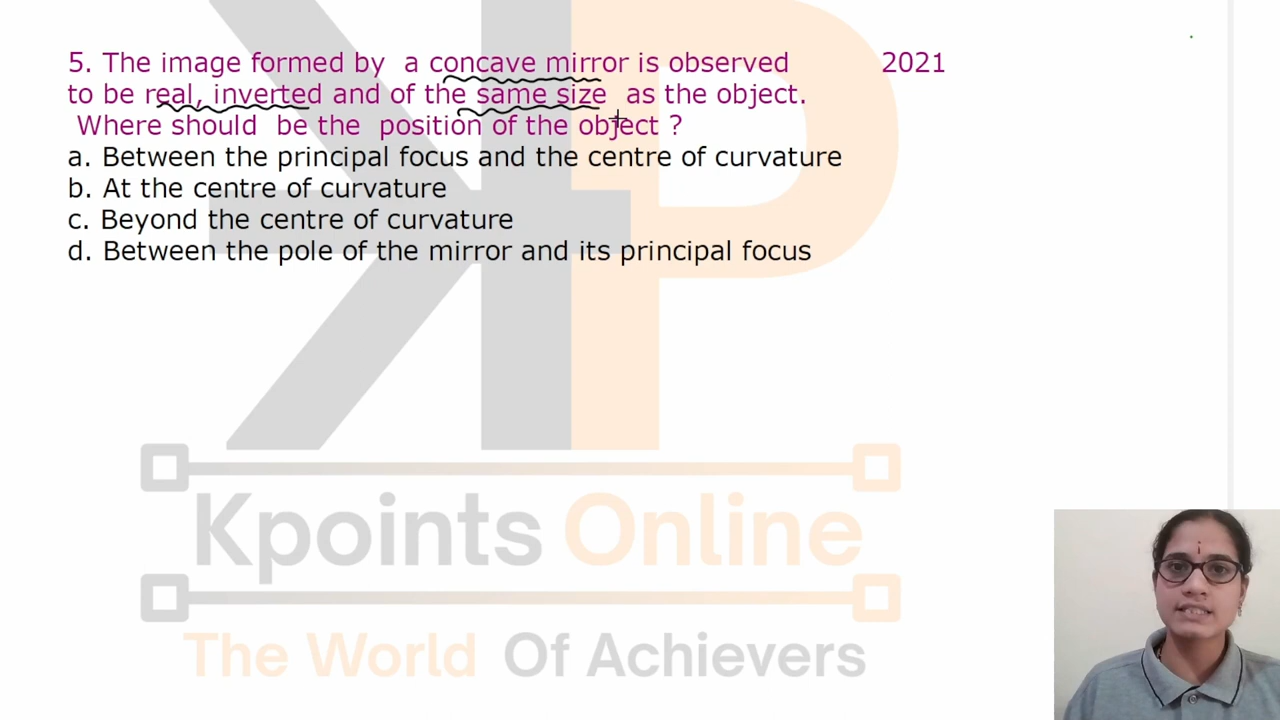 5. The image formed by a concave mirror is observed 2021
to be real, inverted and of the same size as the object.
Where should be the position of the object ?
a. Between the principal focus and the centre of curvature
b. At the centre of curvature
c. Beyond the centre of curvature
d. Between the pole of the mirror and its principal focus
KP
Kpoints Online
The World Of Achievers